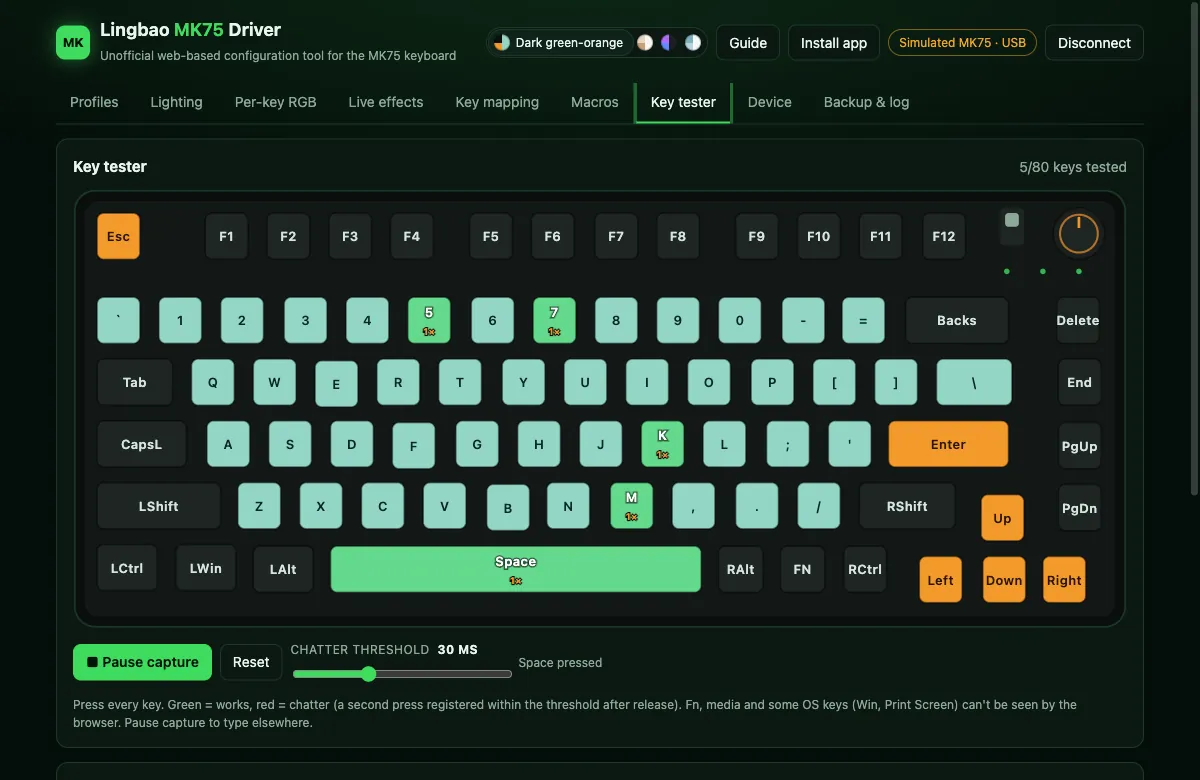 MK
Lingbao MK75 Driver
Unofficial web-based configuration tool for the MK75 keyboard
Dark green-orange
Guide
Install app
Simulated MK75 · USB
Disconnect
Profiles
Lighting
Per-key RGB
Live effects
Key mapping
Macros
Key tester
Device
Backup & log
Key tester
5/80 keys tested
Esc F1 F2 F3 F4 F5 F6 F7 F8 F9 F10 F11 F12
` 1 2 3 4 5 6 7 8 9 0 - = Backs Delete
1× 1×
Tab Q W E R T Y U I O P [ ] \ End
CapsL A S D F G H J K L ; ' Enter PgUp
1×
LShift Z X C V B N M , . / RShift Up PgDn
1×
LCtrl LWin LAlt Space RAlt FN RCtrl Left Down Right
1×
Pause capture
Reset
CHATTER THRESHOLD 30 MS
Space pressed
Press every key. Green = works, red = chatter (a second press registered within the threshold after release). Fn, media and some OS keys (Win, Print Screen) can't be seen by the
browser. Pause capture to type elsewhere.